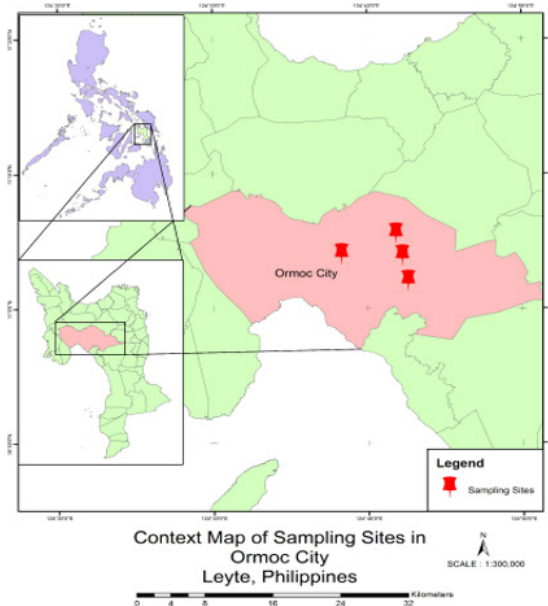 Ormoc City
Legend
Sampling Sites
Context Map of Sampling Sites in
Ormoc City
Leyte, Philippines
N
SCALE : 1:300,000
Kilometers
0 4 8 16 24 32